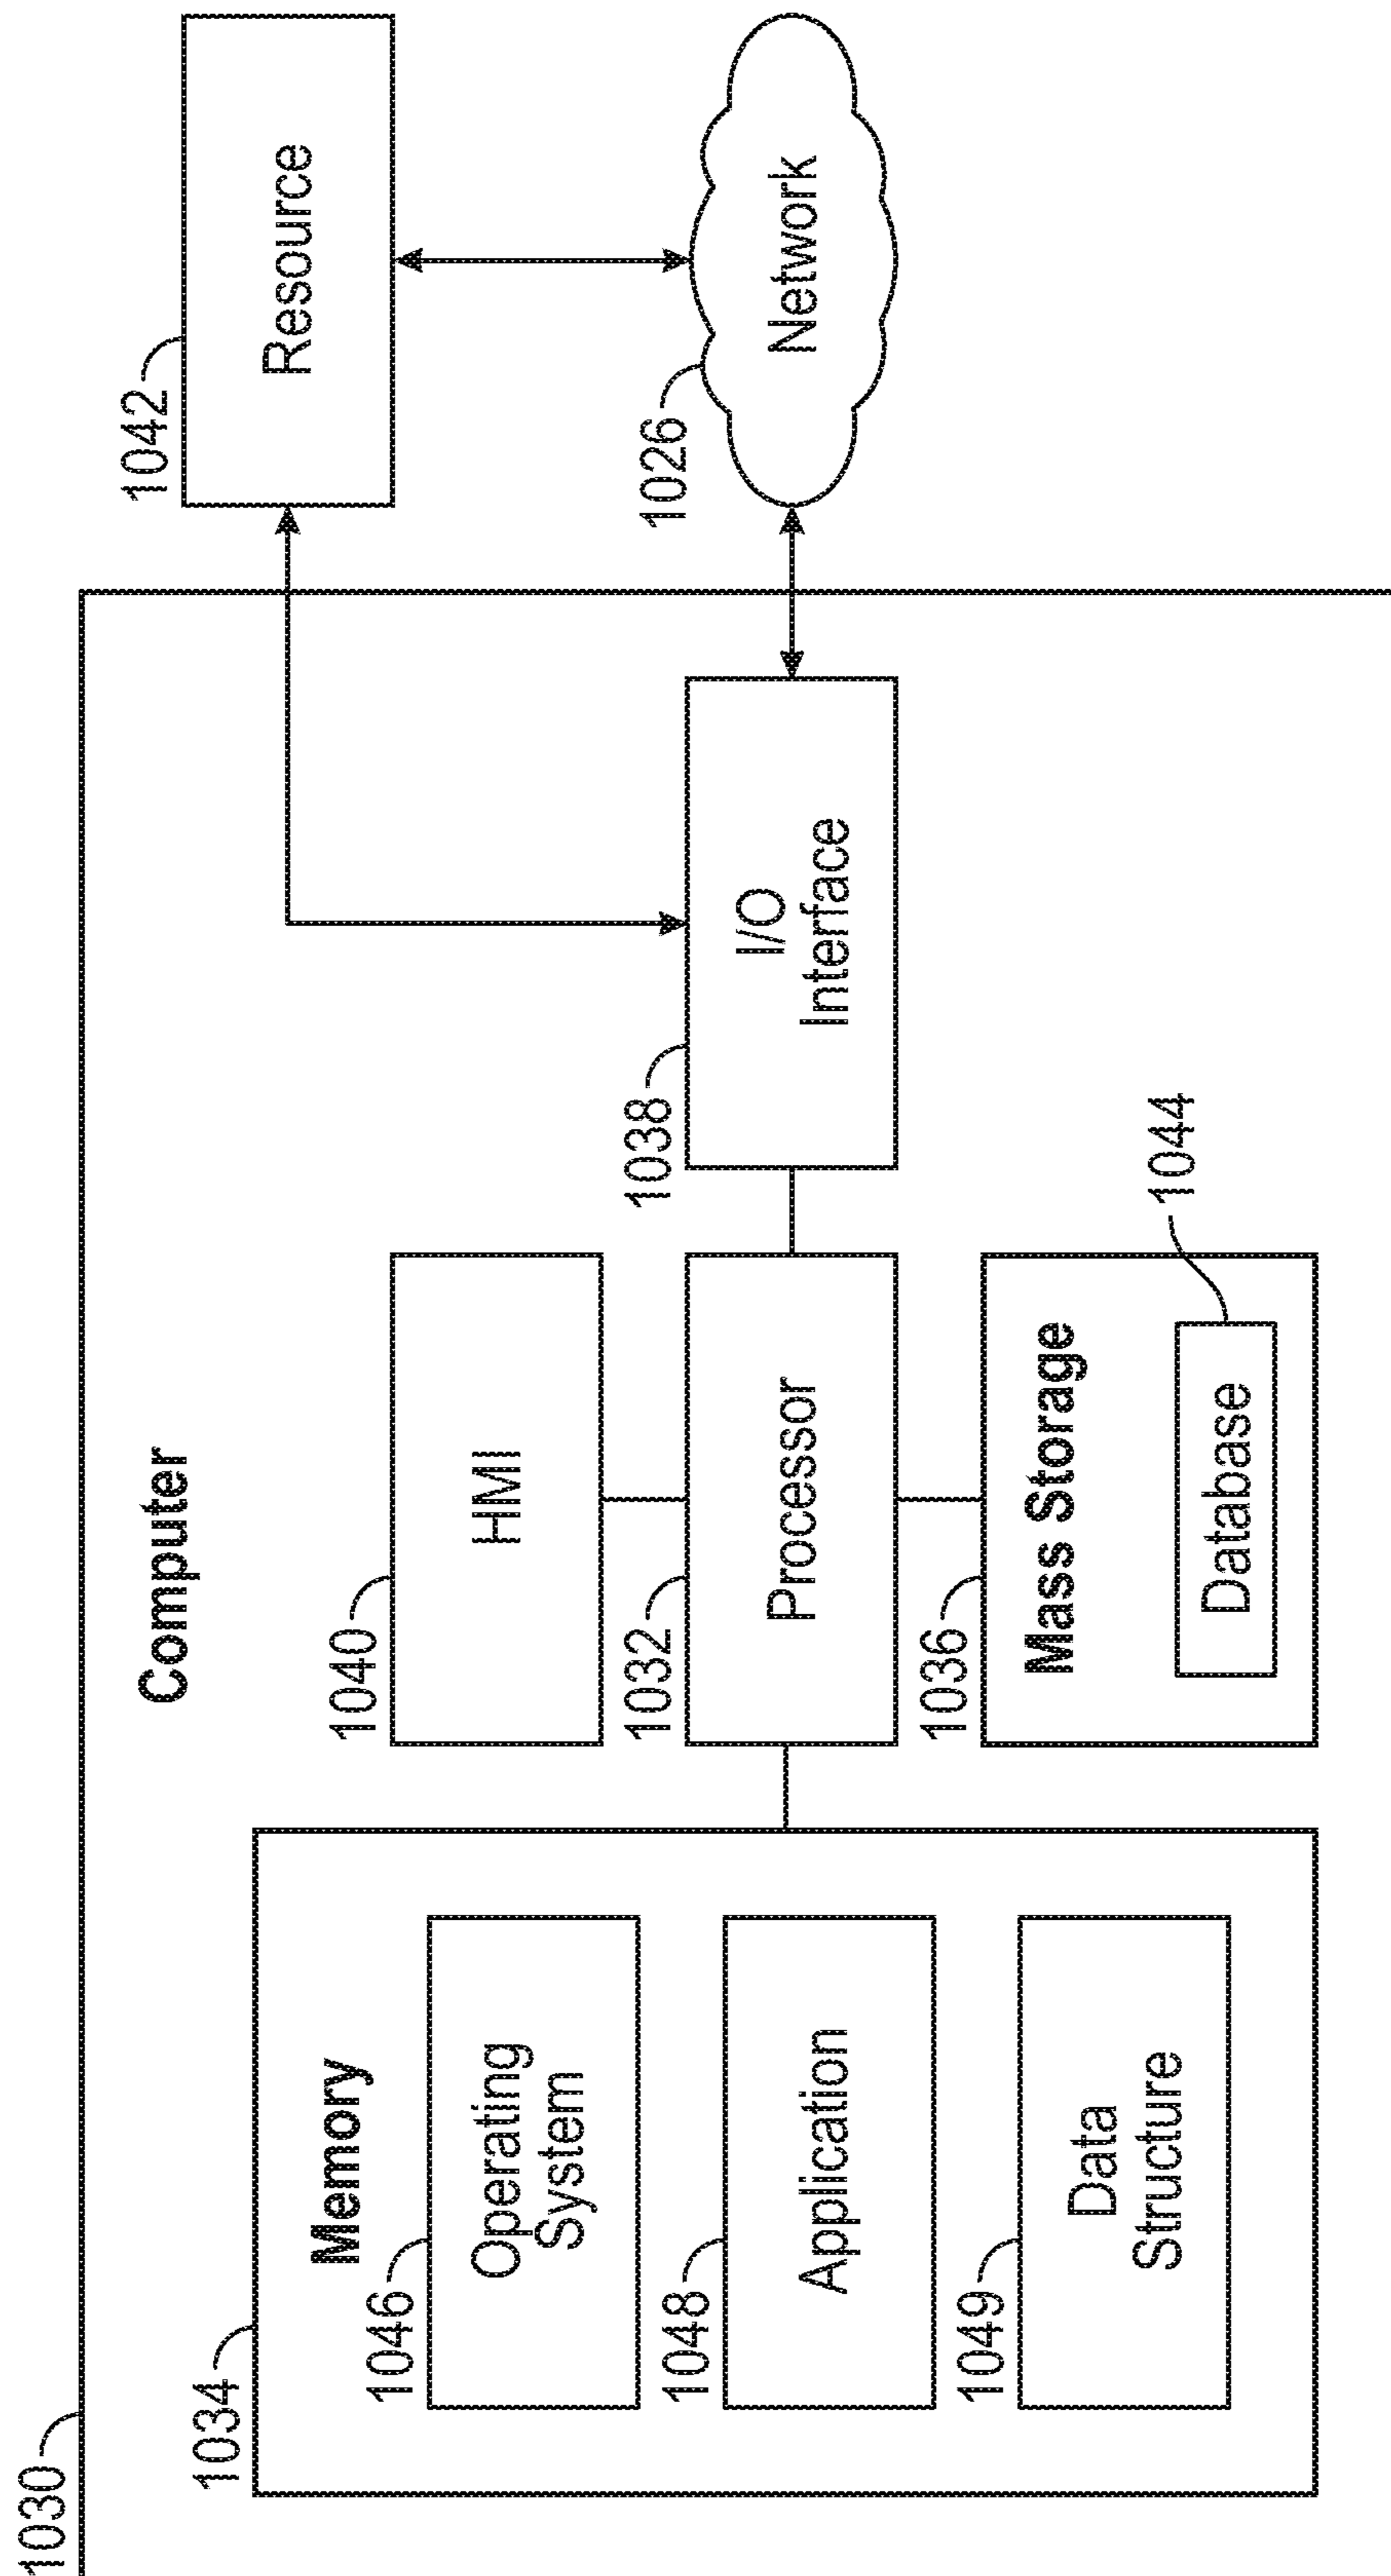 1030
Computer
1034
Memory
1046
Operating
System
1048
Application
1049
Data
Structure
1040
HMI
1032
Processor
1036
Mass Storage
Database
1044
1038
I/O
Interface
1042
Resource
1026
Network